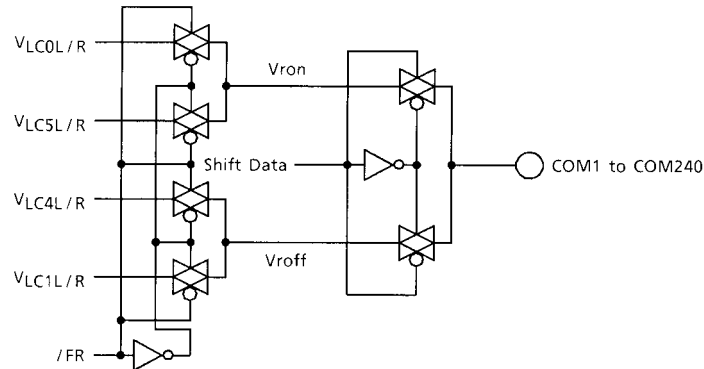 VLC0L/R
Vron
VLC5L/R
Shift Data
COM1 to COM240
VLC4L/R
Vroff
VLC1L/R
/FR